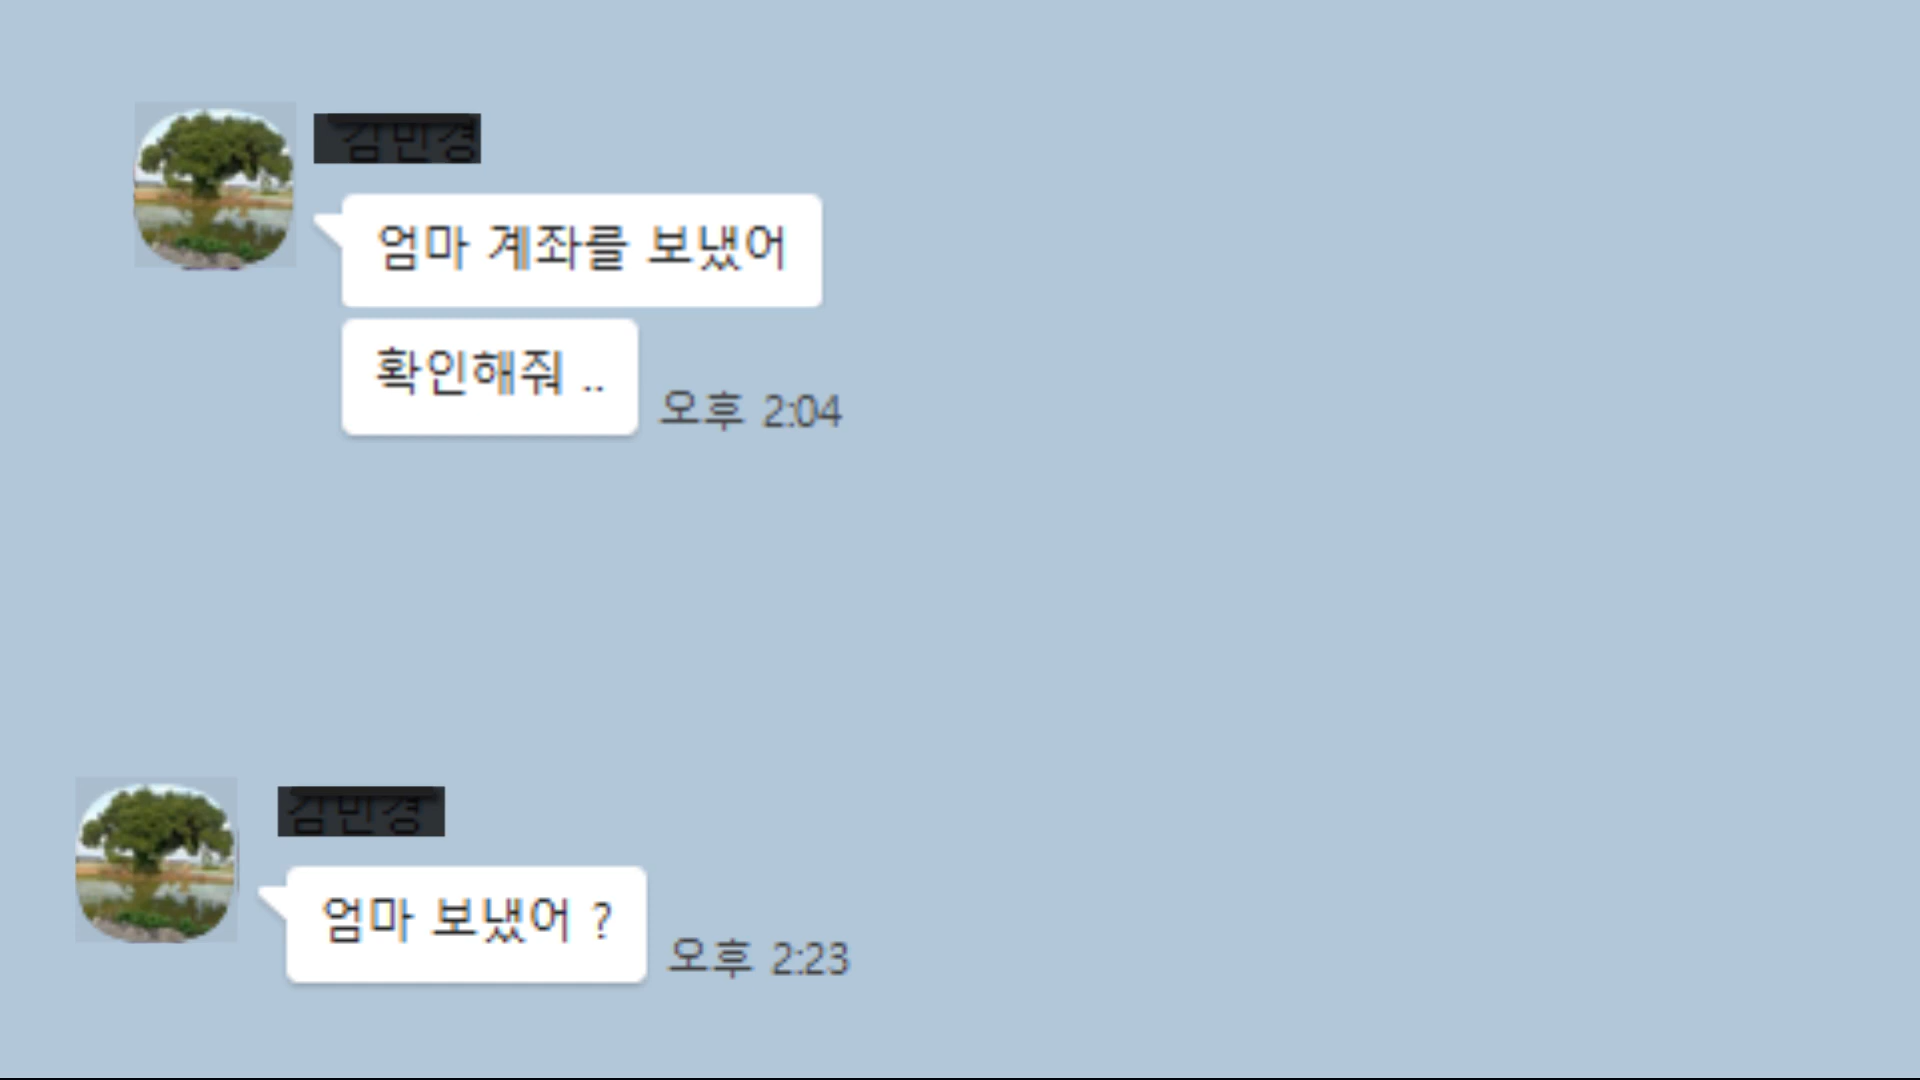 엄마 계좌를 보냈어
확인해줘 ..
오후 2:04
엄마 보냈어 ?
오후 2:23